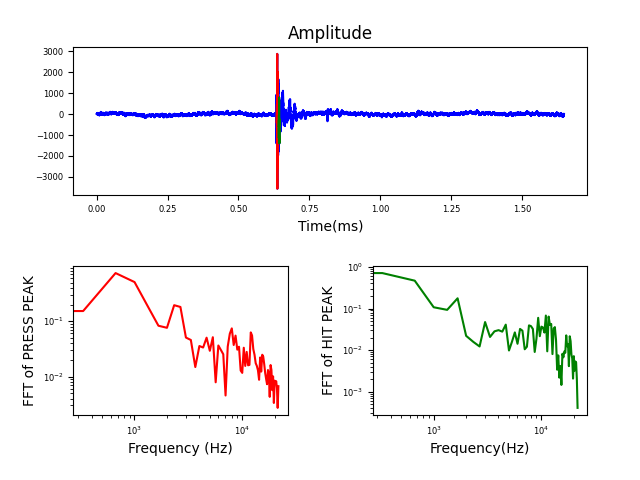 Amplitude
3000
2000
1000
0
−1000
−2000
−3000
0.00 0.25 0.50 0.75 1.00 1.25 1.50
Time(ms)
FFT of PRESS PEAK
10⁻¹
10⁻²
10³ 10⁴
Frequency (Hz)
FFT of HIT PEAK
10⁰
10⁻¹
10⁻²
10⁻³
10³ 10⁴
Frequency(Hz)